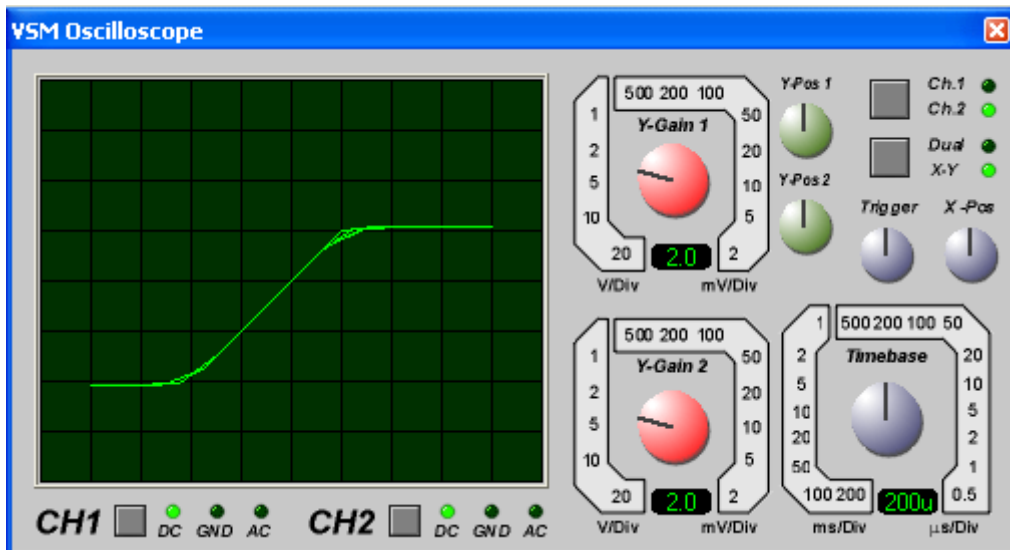 VSM Oscilloscope
500 200 100
1
2
5
10
20
50
20
10
5
2
Y-Gain 1
2.0
V/Div
mV/Div
Y-Pos 1
Y-Pos 2
Ch.1
Ch.2
Dual
X-Y
Trigger
X-Pos
500 200 100
1
2
5
10
20
50
20
10
5
2
Y-Gain 2
2.0
V/Div
mV/Div
1
500 200 100 50
2
5
10
20
50
100 200
20
10
5
2
1
0.5
Timebase
200u
ms/Div
µs/Div
CH1
DC
GND
AC
CH2
DC
GND
AC